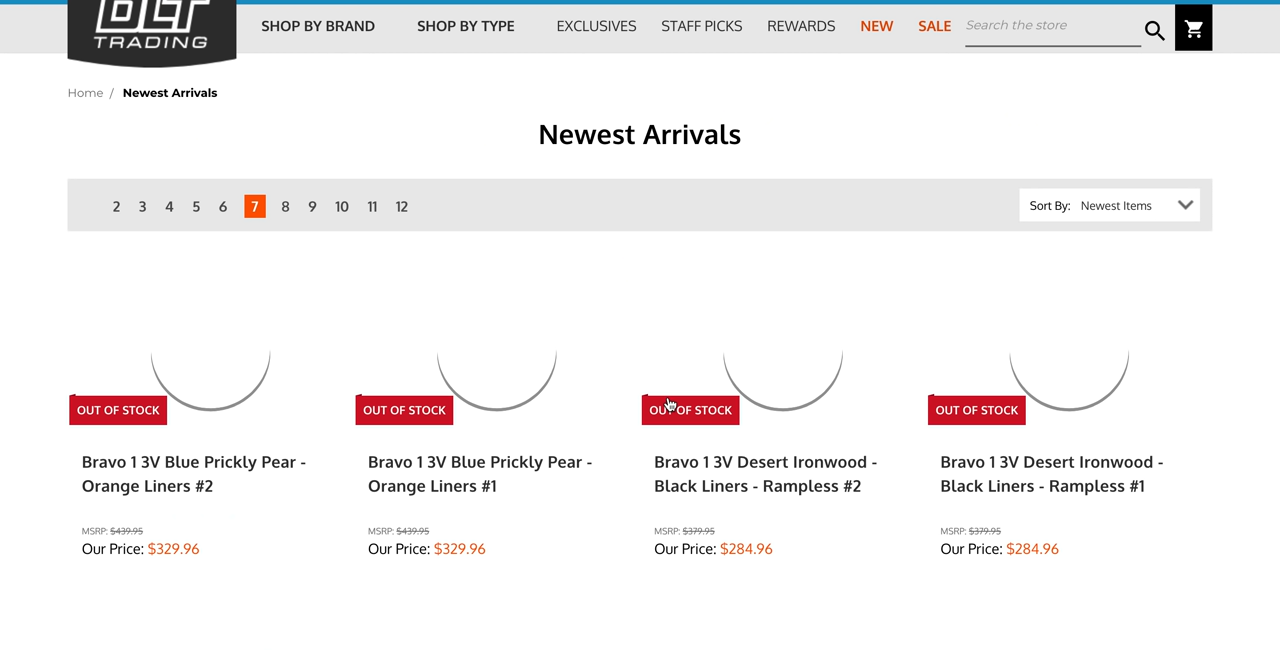 DLT
TRADING
SHOP BY BRAND
SHOP BY TYPE
EXCLUSIVES
STAFF PICKS
REWARDS
NEW
SALE
Search the store
Home / Newest Arrivals
Newest Arrivals
2 3 4 5 6 7 8 9 10 11 12
Sort By: Newest Items
OUT OF STOCK
Bravo 1 3V Blue Prickly Pear -
Orange Liners #2
MSRP: $439.95
Our Price: $329.96
OUT OF STOCK
Bravo 1 3V Blue Prickly Pear -
Orange Liners #1
MSRP: $439.95
Our Price: $329.96
OUT OF STOCK
Bravo 1 3V Desert Ironwood -
Black Liners - Rampless #2
MSRP: $379.95
Our Price: $284.96
OUT OF STOCK
Bravo 1 3V Desert Ironwood -
Black Liners - Rampless #1
MSRP: $379.95
Our Price: $284.96